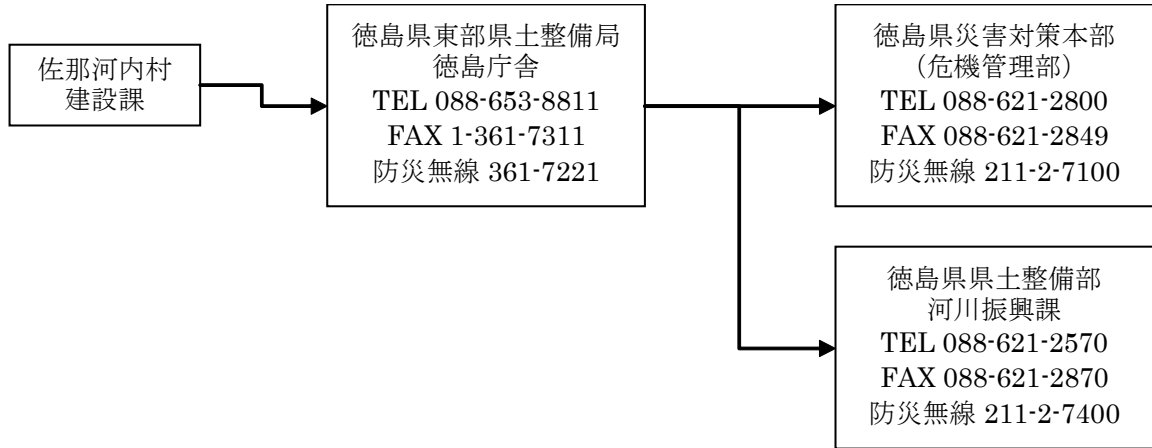 佐那河内村
建設課
徳島県東部県土整備局
徳島庁舎
TEL 088-653-8811
FAX 1-361-7311
防災無線 361-7221
徳島県災害対策本部
（危機管理部）
TEL 088-621-2800
FAX 088-621-2849
防災無線 211-2-7100
徳島県県土整備部
河川振興課
TEL 088-621-2570
FAX 088-621-2870
防災無線 211-2-7400